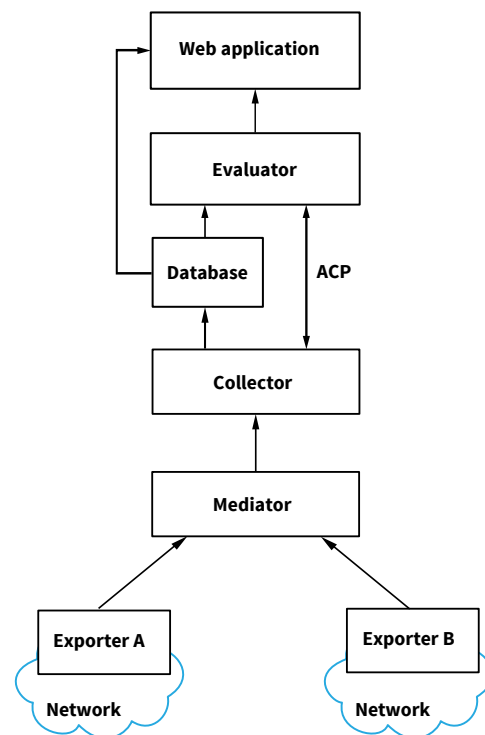 Web application
Evaluator
Database
ACP
Collector
Mediator
Exporter A
Exporter B
Network
Network